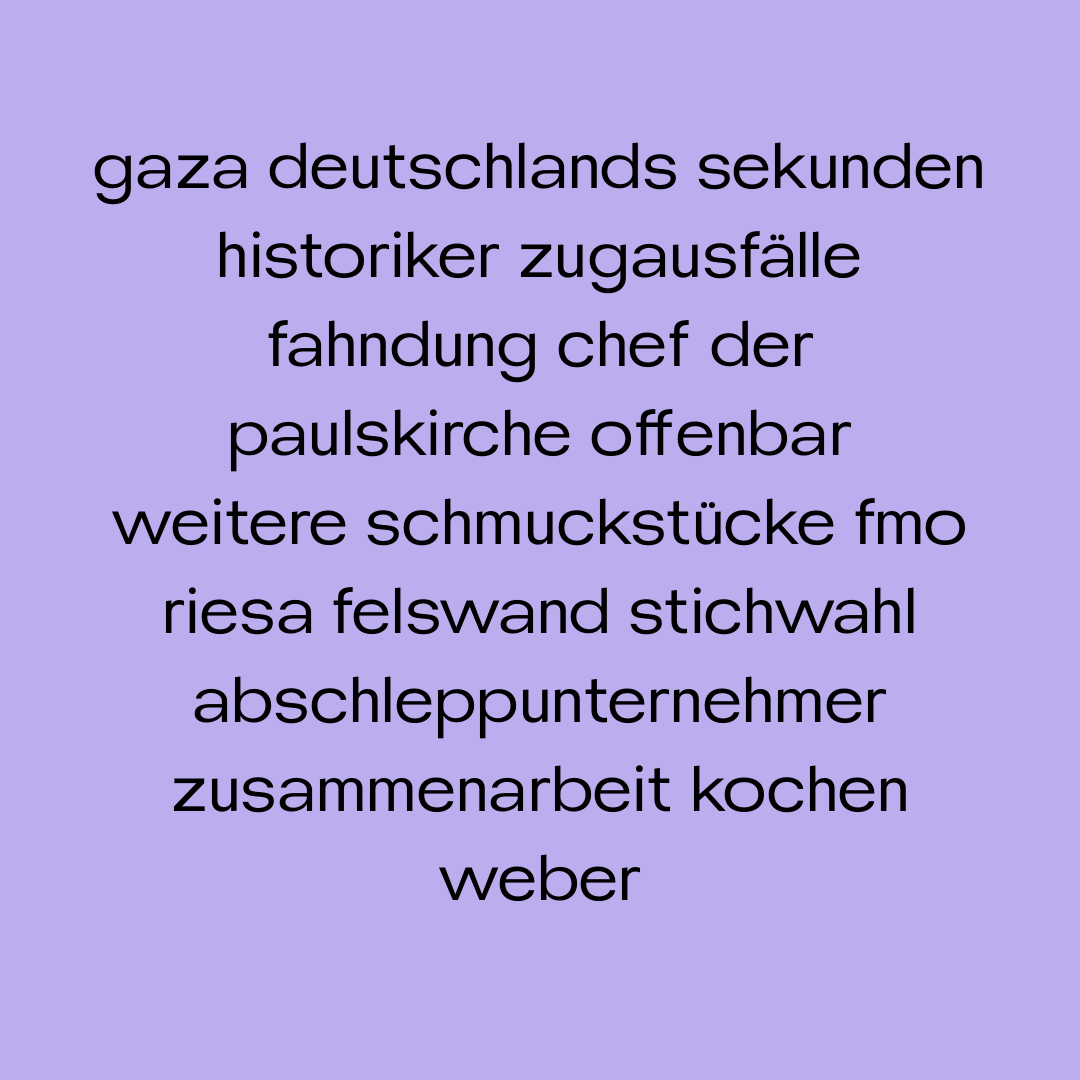 gaza deutschlands sekunden
historiker zugausfälle
fahndung chef der
paulskirche offenbar
weitere schmuckstücke fmo
riesa felswand stichwahl
abschleppunternehmer
zusammenarbeit kochen
weber